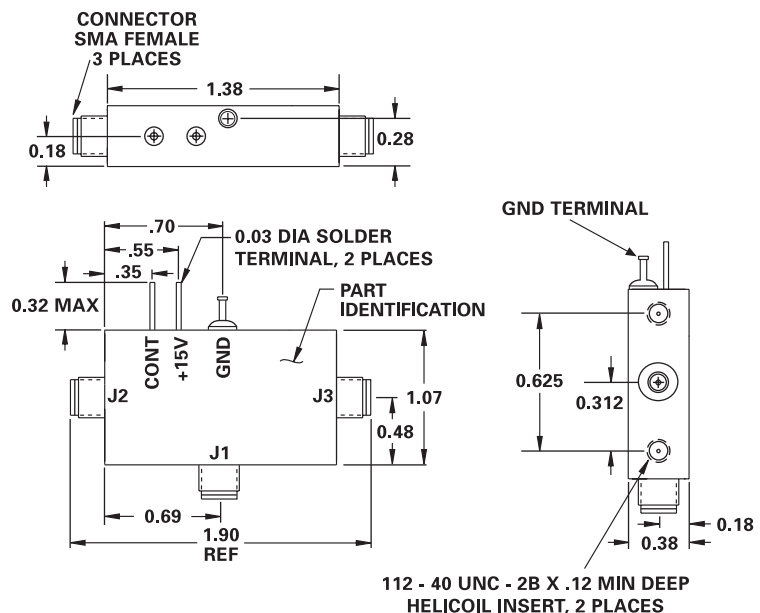 CONNECTOR
SMA FEMALE
3 PLACES
1.38
0.18
0.28
.70
.55
.35
0.03 DIA SOLDER
TERMINAL, 2 PLACES
0.32 MAX
PART
IDENTIFICATION
CONT
+15V
GND
J2
J3
J1
1.07
0.48
0.69
1.90
REF
GND TERMINAL
0.625
0.312
0.18
0.38
112 - 40 UNC - 2B X .12 MIN DEEP
HELICOIL INSERT, 2 PLACES